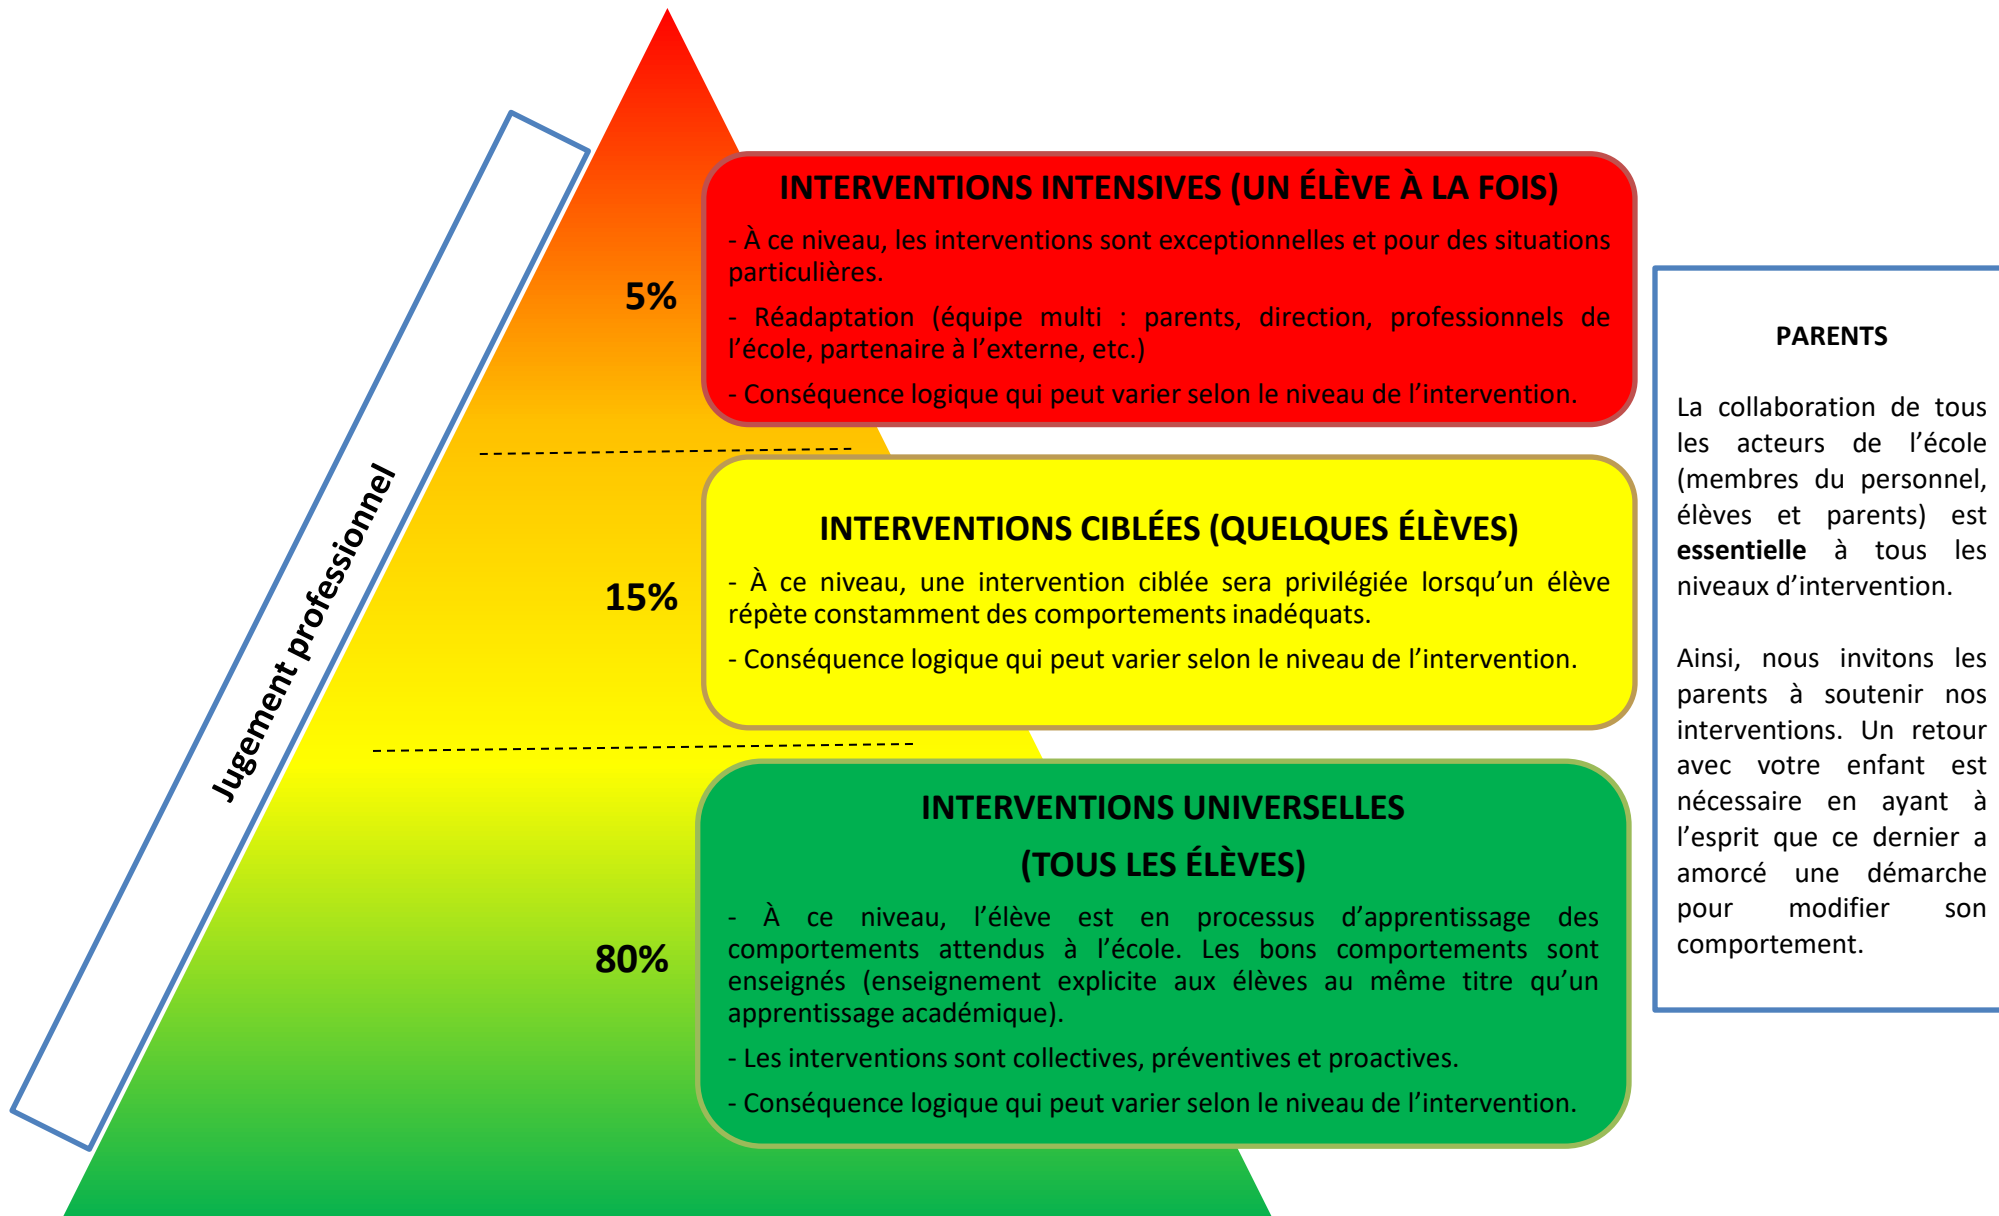 Jugement professionnel
5%
INTERVENTIONS INTENSIVES (UN ÉLÈVE À LA FOIS)
- À ce niveau, les interventions sont exceptionnelles et pour des situations
particulières.
- Réadaptation (équipe multi : parents, direction, professionnels de
l’école, partenaire à l’externe, etc.)
- Conséquence logique qui peut varier selon le niveau de l’intervention.
15%
INTERVENTIONS CIBLÉES (QUELQUES ÉLÈVES)
- À ce niveau, une intervention ciblée sera privilégiée lorsqu’un élève
répète constamment des comportements inadéquats.
- Conséquence logique qui peut varier selon le niveau de l’intervention.
80%
INTERVENTIONS UNIVERSELLES
(TOUS LES ÉLÈVES)
- À ce niveau, l’élève est en processus d’apprentissage des
comportements attendus à l’école. Les bons comportements sont
enseignés (enseignement explicite aux élèves au même titre qu’un
apprentissage académique).
- Les interventions sont collectives, préventives et proactives.
- Conséquence logique qui peut varier selon le niveau de l’intervention.
PARENTS
La collaboration de tous
les acteurs de l’école
(membres du personnel,
élèves et parents) est
essentielle à tous les
niveaux d’intervention.
Ainsi, nous invitons les
parents à soutenir nos
interventions. Un retour
avec votre enfant est
nécessaire en ayant à
l’esprit que ce dernier a
amorcé une démarche
pour modifier son
comportement.